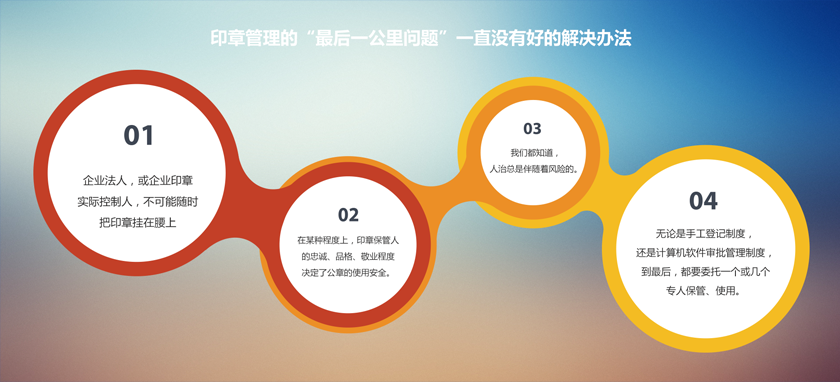 印章管理的“最后一公里问题”一直没有好的解决办法
01
企业法人，或企业印章
实际控制人，不可能随时
把印章挂在腰上
02
在某种程度上，印章保管人
的忠诚、品格、敬业程度
决定了公章的使用安全。
03
我们都知道，
人治总是伴随着风险的。
04
无论是手工登记制度，
还是计算机软件审批管理制度，
到最后，都要委托一个或几个
专人保管、使用。